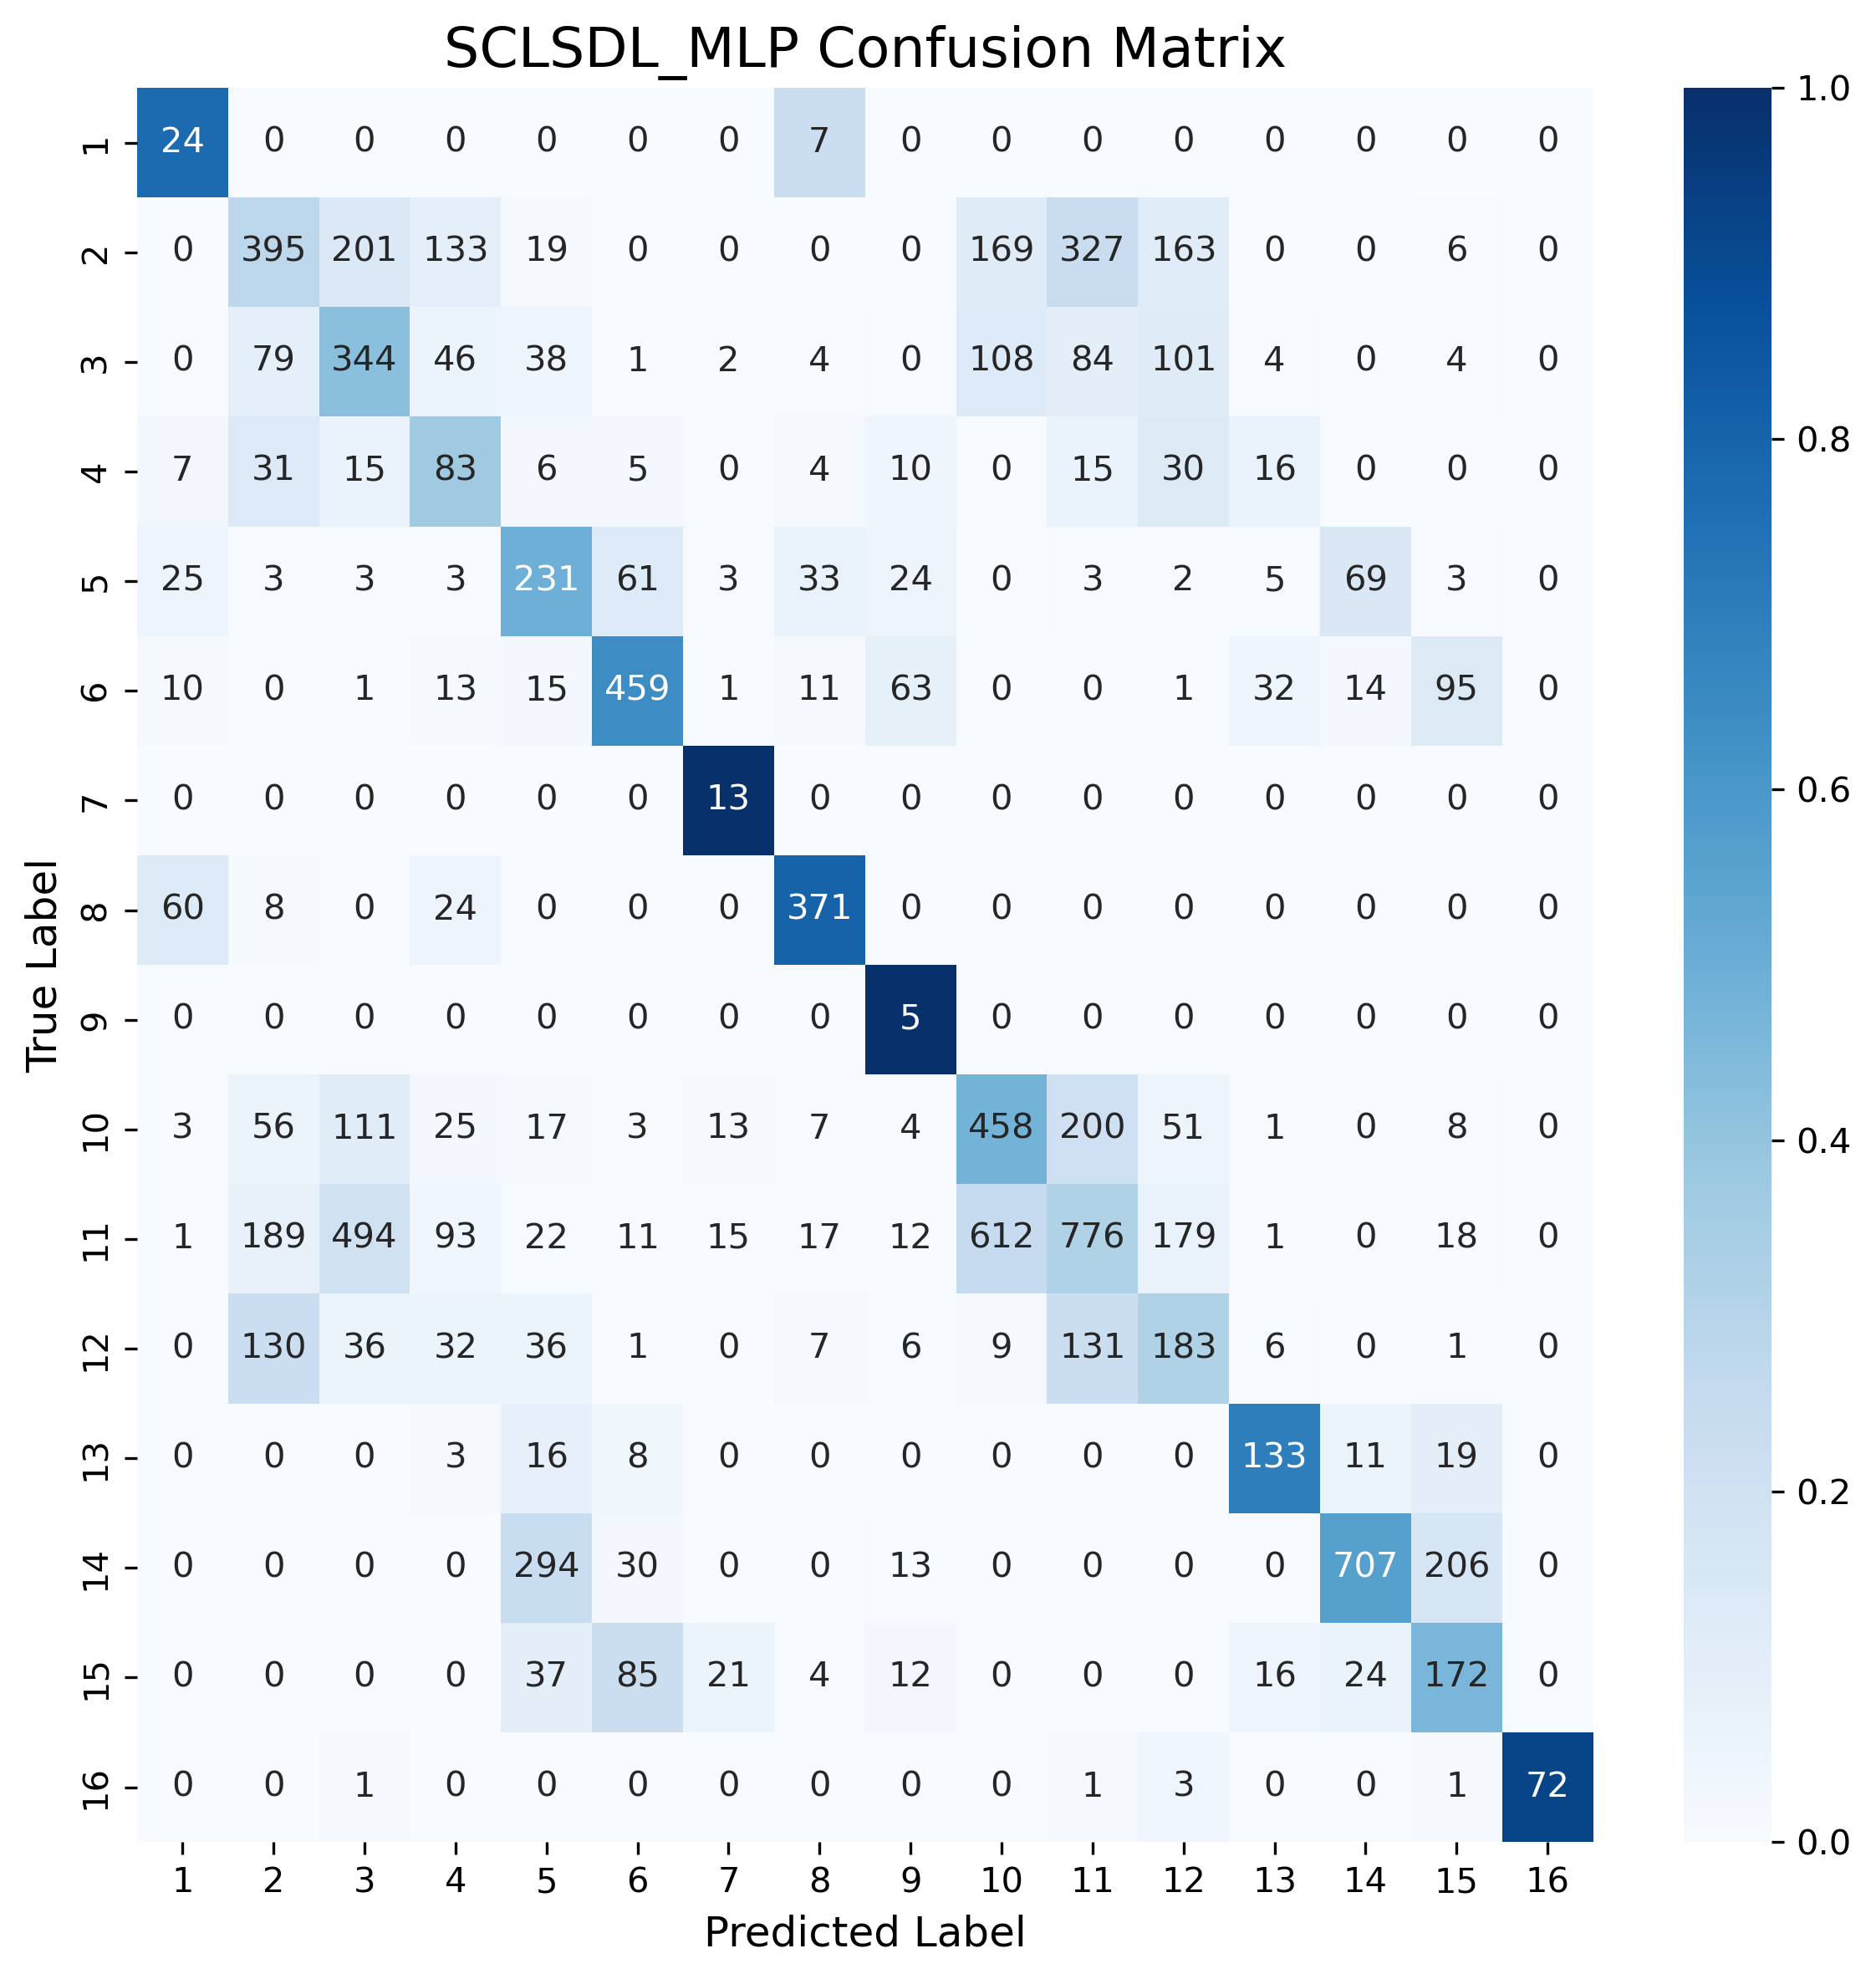 SCLSDL_MLP Confusion Matrix
1 24 0 0 0 0 0 0 7 0 0 0 0 0 0 0 0
2 0 395 201 133 19 0 0 0 0 169 327 163 0 0 6 0
3 0 79 344 46 38 1 2 4 0 108 84 101 4 0 4 0
4 7 31 15 83 6 5 0 4 10 0 15 30 16 0 0 0
5 25 3 3 3 231 61 3 33 24 0 3 2 5 69 3 0
6 10 0 1 13 15 459 1 11 63 0 0 1 32 14 95 0
7 0 0 0 0 0 0 13 0 0 0 0 0 0 0 0 0
8 60 8 0 24 0 0 0 371 0 0 0 0 0 0 0 0
9 0 0 0 0 0 0 0 0 5 0 0 0 0 0 0 0
10 3 56 111 25 17 3 13 7 4 458 200 51 1 0 8 0
11 1 189 494 93 22 11 15 17 12 612 776 179 1 0 18 0
12 0 130 36 32 36 1 0 7 6 9 131 183 6 0 1 0
13 0 0 0 3 16 8 0 0 0 0 0 0 133 11 19 0
14 0 0 0 0 294 30 0 0 13 0 0 0 0 707 206 0
15 0 0 0 0 37 85 21 4 12 0 0 0 16 24 172 0
16 0 0 1 0 0 0 0 0 0 0 1 3 0 0 1 72
1 2 3 4 5 6 7 8 9 10 11 12 13 14 15 16
Predicted Label
True Label
1.0
0.8
0.6
0.4
0.2
0.0